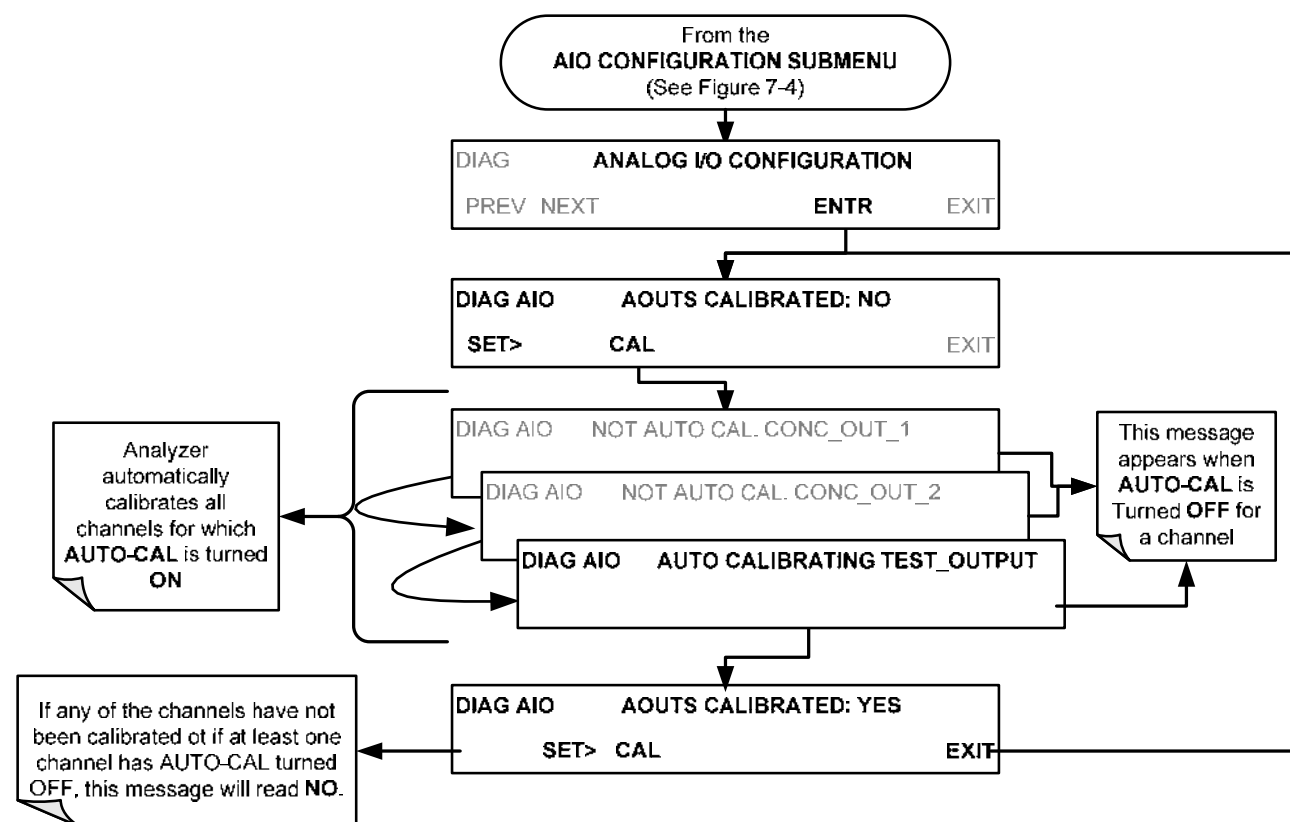 From the
AIO CONFIGURATION SUBMENU
(See Figure 7-4)
DIAG ANALOG I/O CONFIGURATION
PREV NEXT ENTR EXIT
DIAG AIO AOUTS CALIBRATED: NO
SET> CAL EXIT
DIAG AIO NOT AUTO CAL. CONC_OUT_1
DIAG AIO NOT AUTO CAL. CONC_OUT_2
DIAG AIO AUTO CALIBRATING TEST_OUTPUT
Analyzer
automatically
calibrates all
channels for which
AUTO-CAL is turned
ON
This message
appears when
AUTO-CAL is
Turned OFF for
a channel
DIAG AIO AOUTS CALIBRATED: YES
SET> CAL EXIT
If any of the channels have not
been calibrated ot if at least one
channel has AUTO-CAL turned
OFF, this message will read NO.